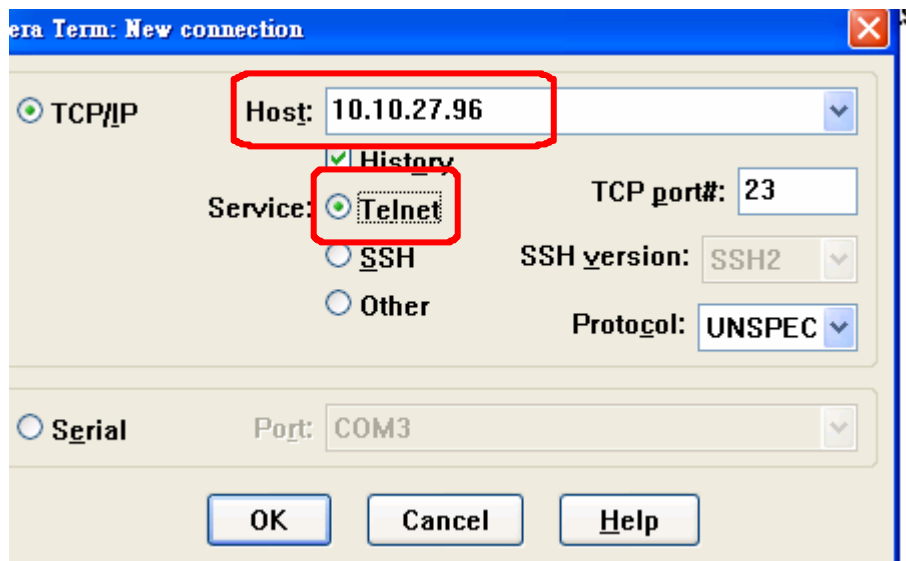 era Term: New connection
TCP/IP
Host: 10.10.27.96
History
Service: Telnet
TCP port#: 23
SSH
SSH version: SSH2
Other
Protocol: UNSPEC
Serial
Port: COM3
OK Cancel Help